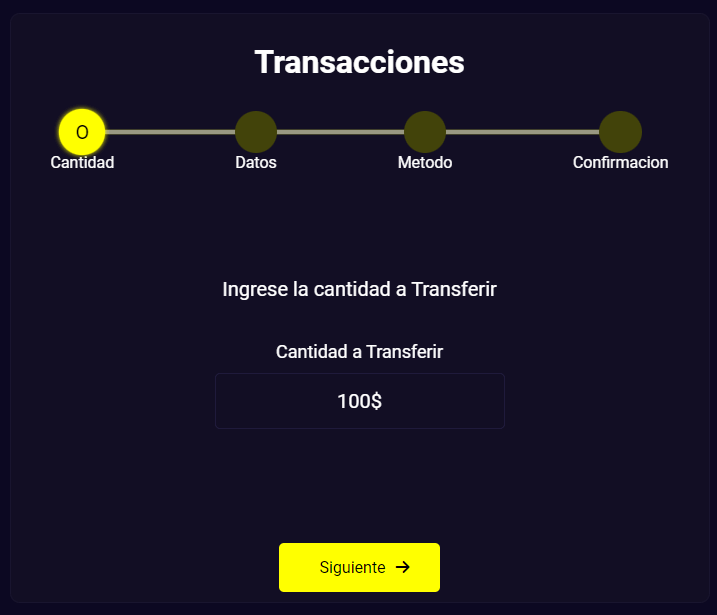 Transacciones
O
Cantidad Datos Metodo Confirmacion
Ingrese la cantidad a Transferir
Cantidad a Transferir
100$
Siguiente →